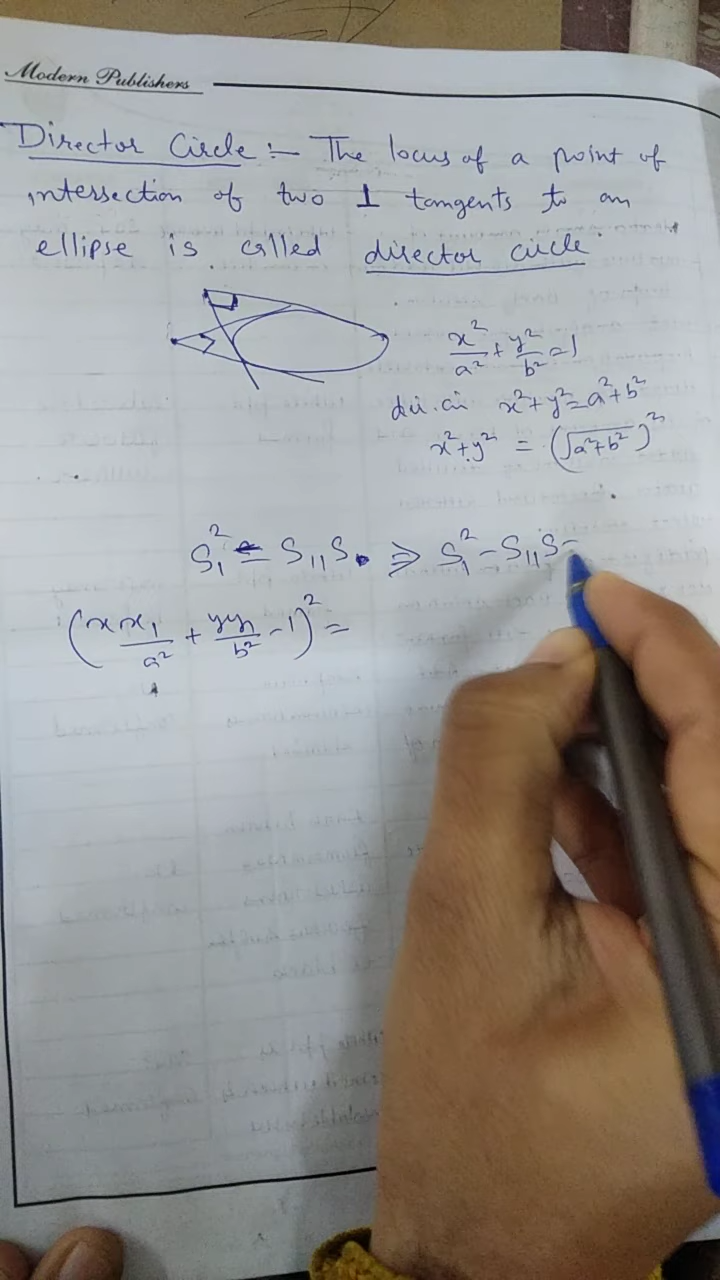 Modern Publishers
Director Circle :- The locus of a point of
intersection of two ⊥ tangents to an
ellipse is called director circle.
x²/a² + y²/b² = 1
dir. cir x² + y² = a² + b²
x² + y² = (√a² + b²)²
S₁² = S₁₁S. ⇒ S₁² - S₁₁S =
(xx₁/a² + yy₁/b² - 1)² =